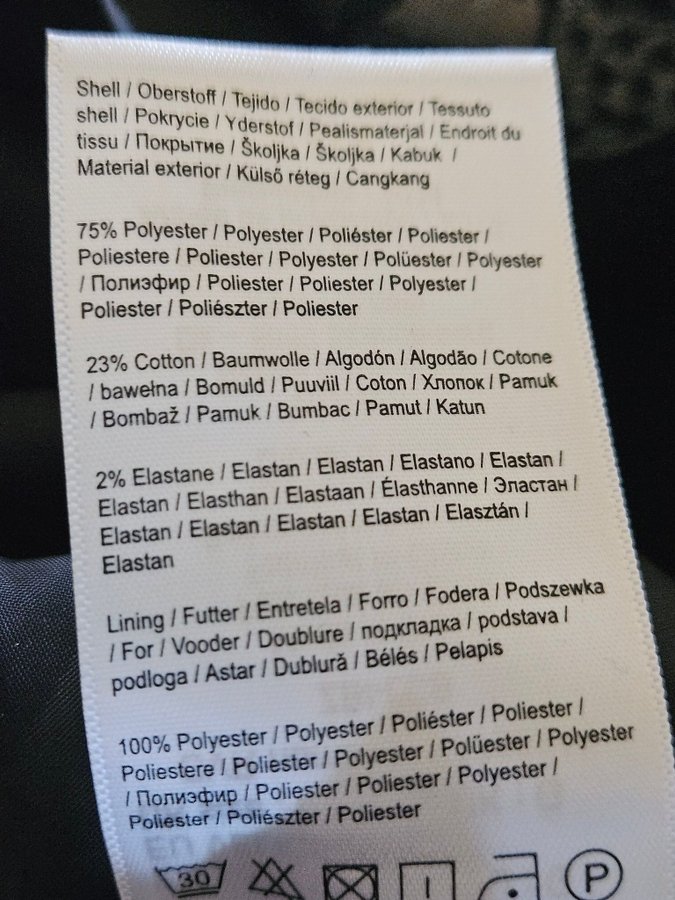 Shell / Oberstoff / Tejido / Tecido exterior / Tessuto
shell / Pokrycie / Yderstof / Pealismaterjal / Endroit du
tissu / Покрытие / Školjka / Školjka / Kabuk /
Material exterior / Külső réteg / Cangkang
75% Polyester / Polyester / Poliéster / Poliester /
Poliestere / Poliester / Polyester / Polüester / Polyester
/ Полиэфир / Poliester / Poliester / Polyester /
Poliester / Poliészter / Poliester
23% Cotton / Baumwolle / Algodón / Algodão / Cotone
/ bawełna / Bomuld / Puuviil / Coton / Хлопок / Pamuk
/ Bombaž / Pamuk / Bumbac / Pamut / Katun
2% Elastane / Elastan / Elastan / Elastano / Elastan /
Elastan / Elasthan / Elastaan / Élasthanne / Эластан /
Elastan / Elastan / Elastan / Elastan / Elasztán /
Elastan
Lining / Futter / Entretela / Forro / Fodera / Podszewka
/ For / Vooder / Doublure / подкладка / podstava /
podloga / Astar / Dublură / Bélés / Pelapis
100% Polyester / Polyester / Poliéster / Poliester /
Poliestere / Poliester / Polyester / Polüester / Polyester
/ Полиэфир / Poliester / Poliester / Polyester /
Poliester / Poliészter / Poliester
30 P